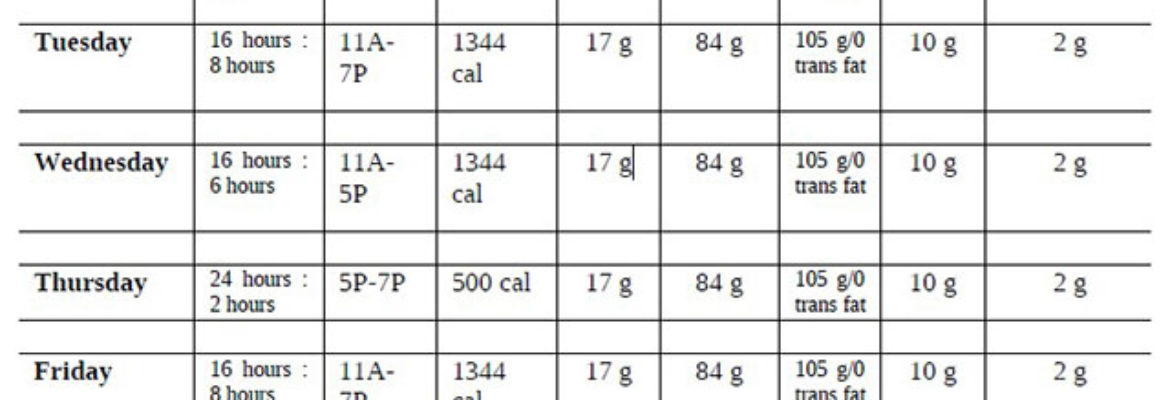 Tuesday 16 hours : 11A- 1344 17 g 84 g 105 g/0 10 g 2 g
8 hours 7P cal trans fat
Wednesday 16 hours : 11A- 1344 17 g 84 g 105 g/0 10 g 2 g
6 hours 5P cal trans fat
Thursday 24 hours : 5P-7P 500 cal 17 g 84 g 105 g/0 10 g 2 g
2 hours trans fat
Friday 16 hours : 11A- 1344 17 g 84 g 105 g/0 10 g 2 g
8 hours 7P cal trans fat